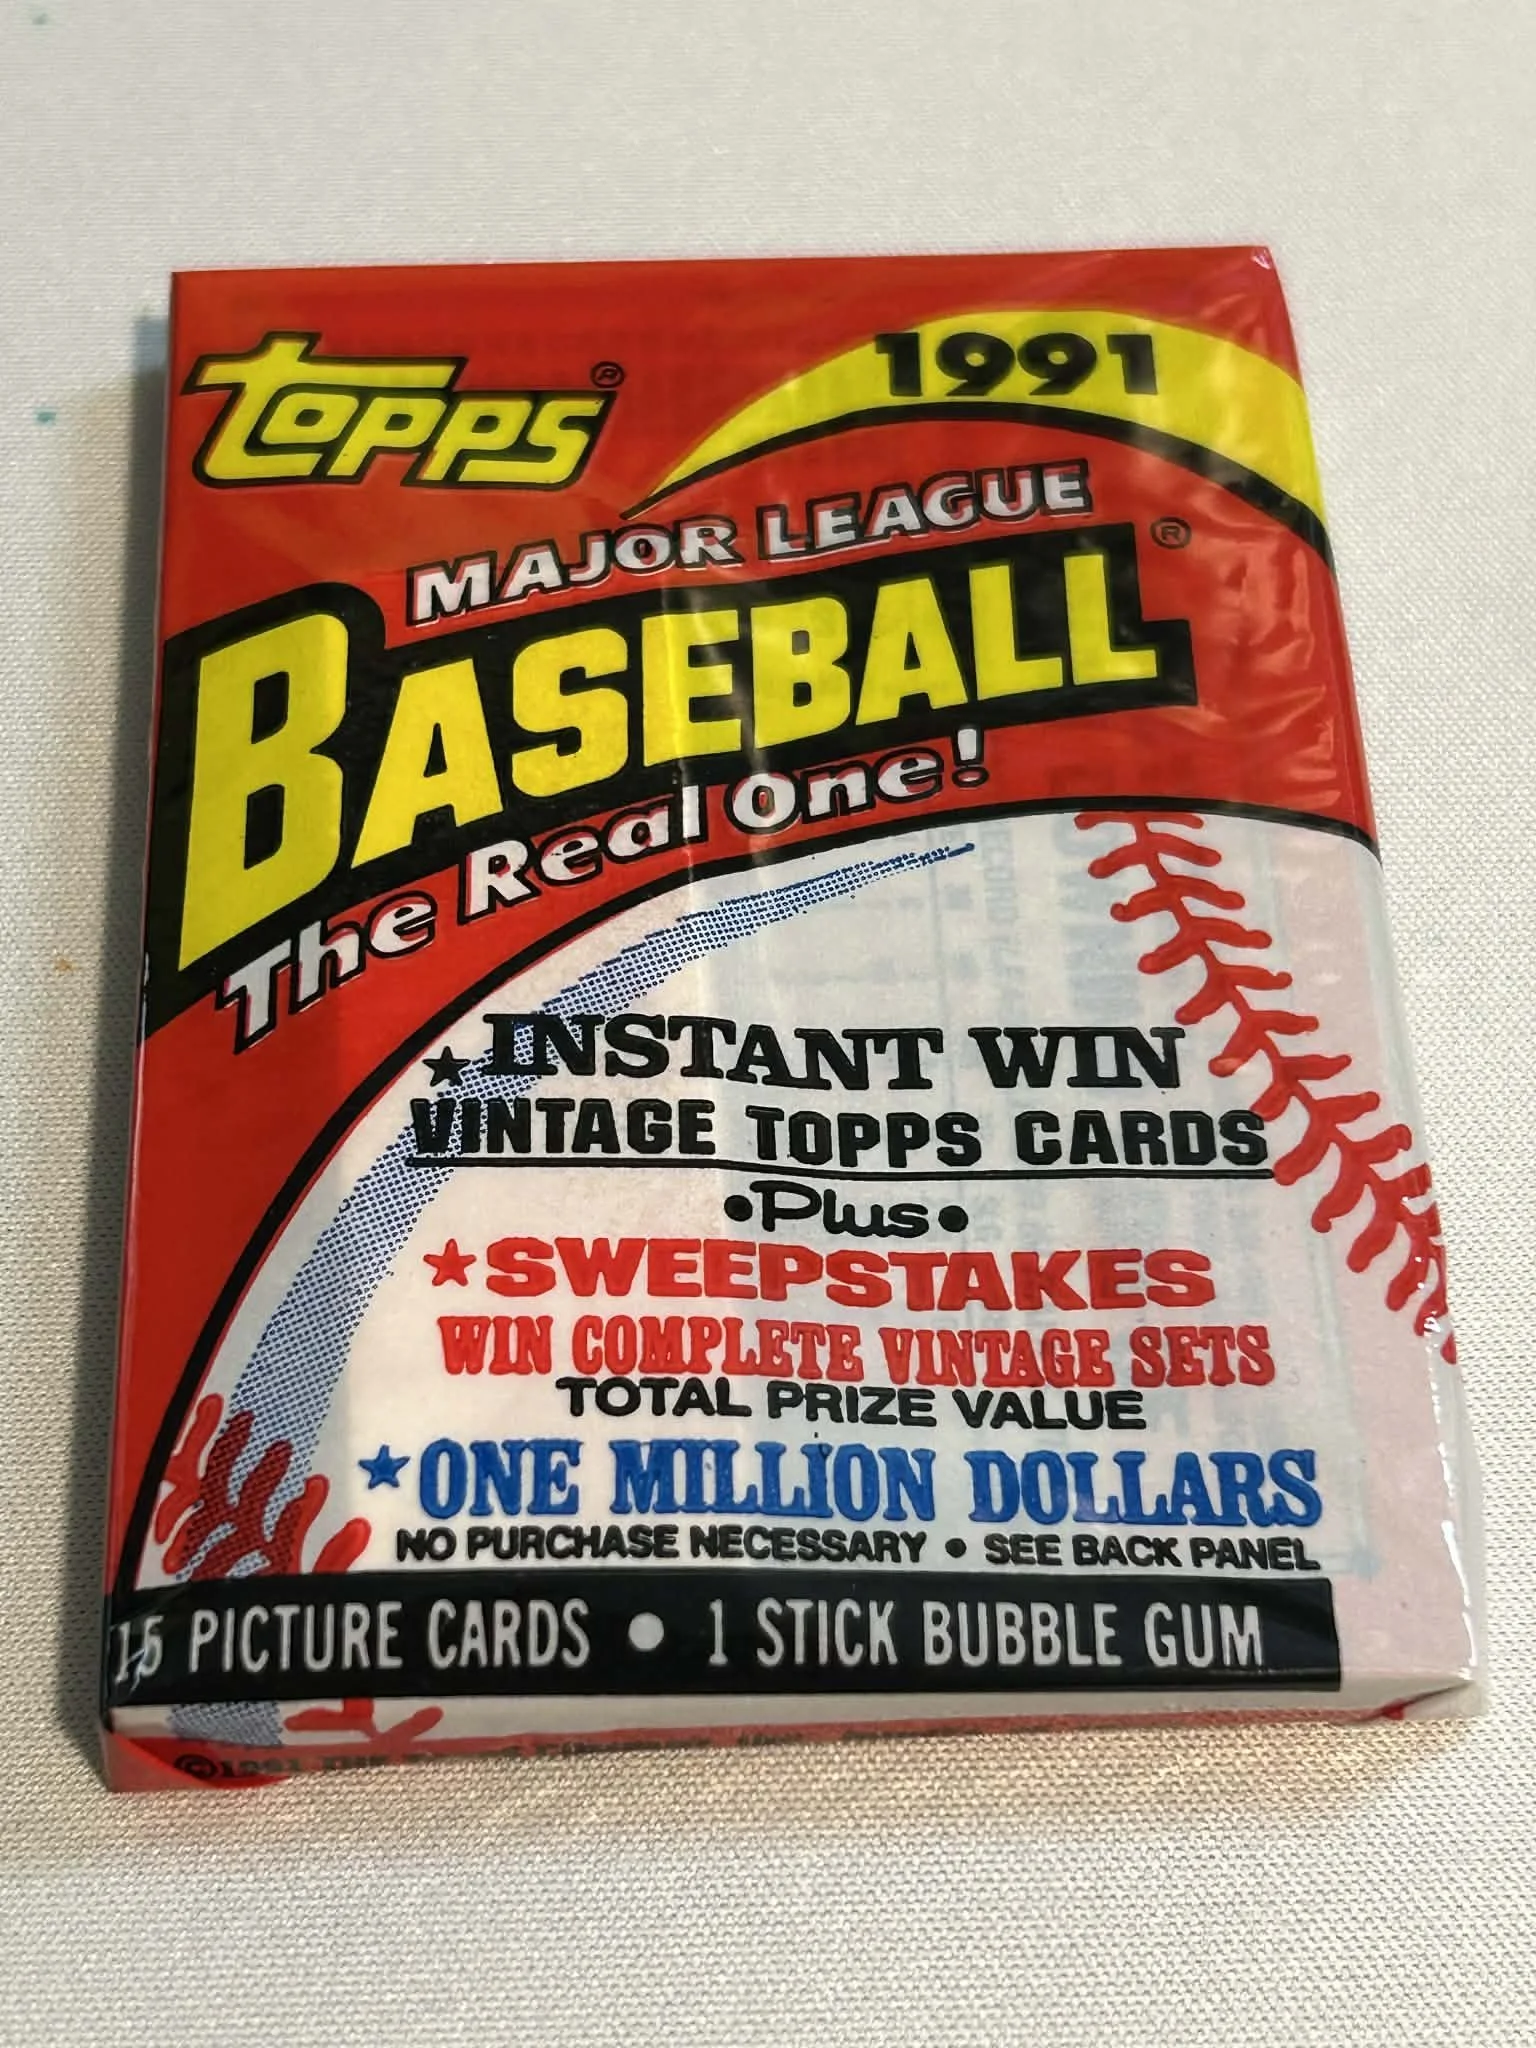 Topps ®
1991
MAJOR LEAGUE
BASEBALL ®
The Real One!
★INSTANT WIN
VINTAGE TOPPS CARDS
•Plus•
★SWEEPSTAKES
WIN COMPLETE VINTAGE SETS
TOTAL PRIZE VALUE
★ONE MILLION DOLLARS
NO PURCHASE NECESSARY • SEE BACK PANEL
15 PICTURE CARDS • 1 STICK BUBBLE GUM
©1991 THE